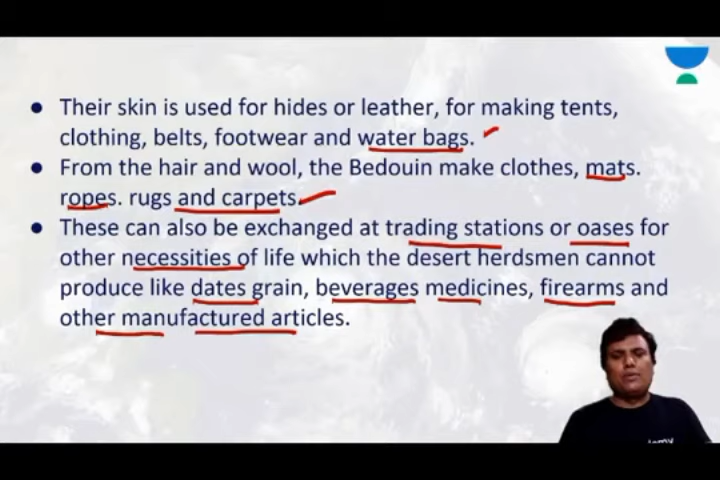 ● Their skin is used for hides or leather, for making tents,
clothing, belts, footwear and water bags.
● From the hair and wool, the Bedouin make clothes, mats.
ropes. rugs and carpets.
● These can also be exchanged at trading stations or oases for
other necessities of life which the desert herdsmen cannot
produce like dates grain, beverages medicines, firearms and
other manufactured articles.